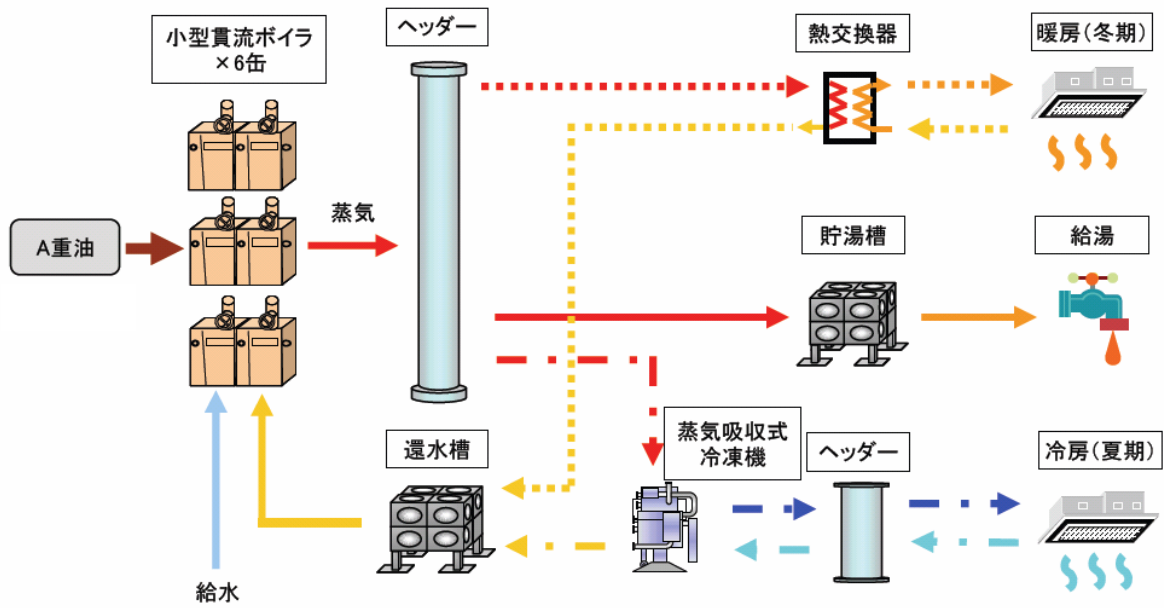 小型貫流ボイラ
×6缶
ヘッダー
熱交換器
暖房(冬期)
蒸気
A重油
貯湯槽
給湯
還水槽
蒸気吸収式
冷凍機
ヘッダー
冷房(夏期)
給水